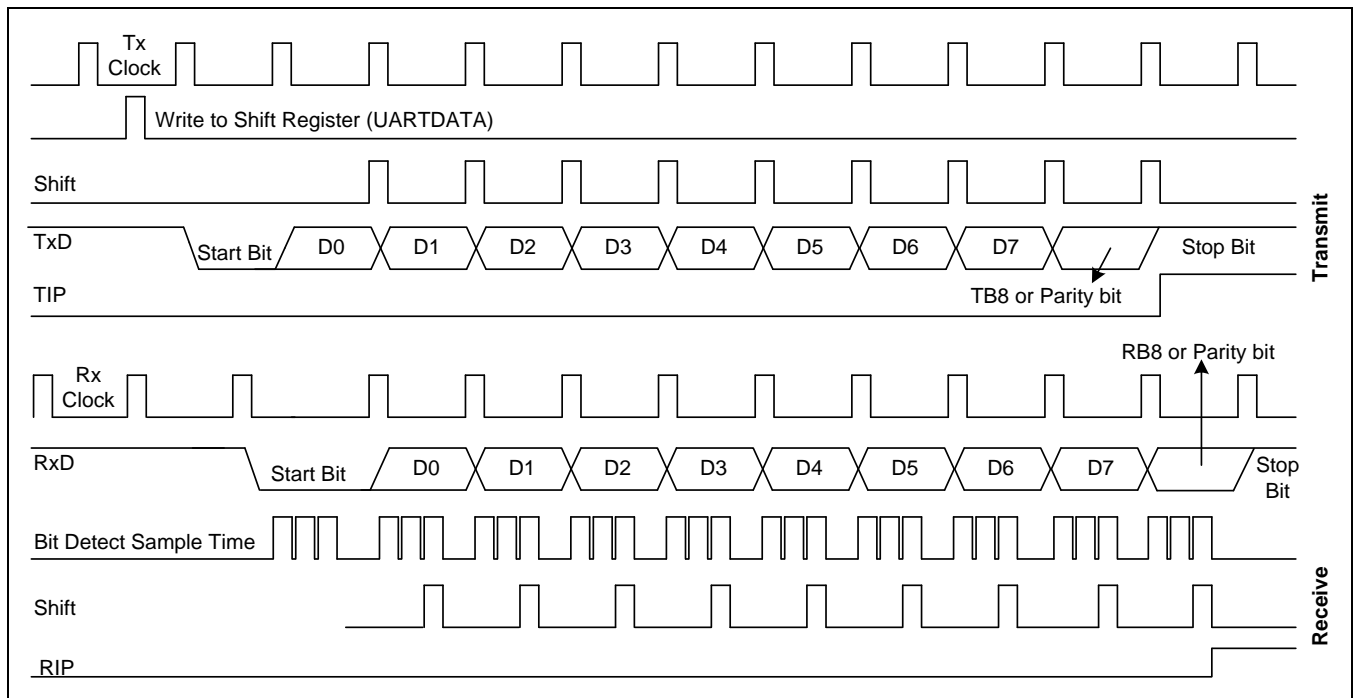 Tx
Clock
Write to Shift Register (UARTDATA)
Shift
TxD
Start Bit
D0
D1
D2
D3
D4
D5
D6
D7
Stop Bit
TIP
TB8 or Parity bit
Transmit
RB8 or Parity bit
Rx
Clock
RxD
Start Bit
D0
D1
D2
D3
D4
D5
D6
D7
Stop
Bit
Bit Detect Sample Time
Shift
RIP
Receive